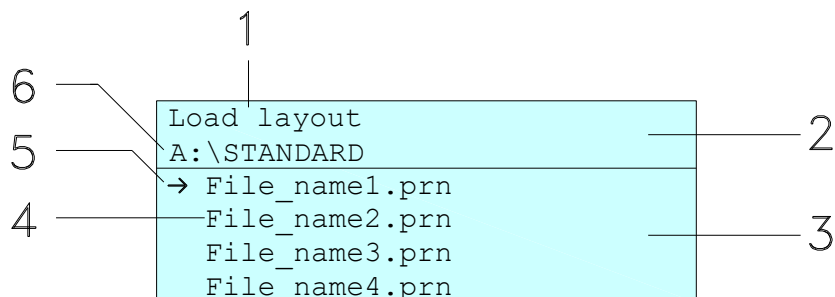 1
6
Load layout
2
A:\STANDARD
5
→ File_name1.prn
4
File_name2.prn
3
File_name3.prn
File_name4.prn